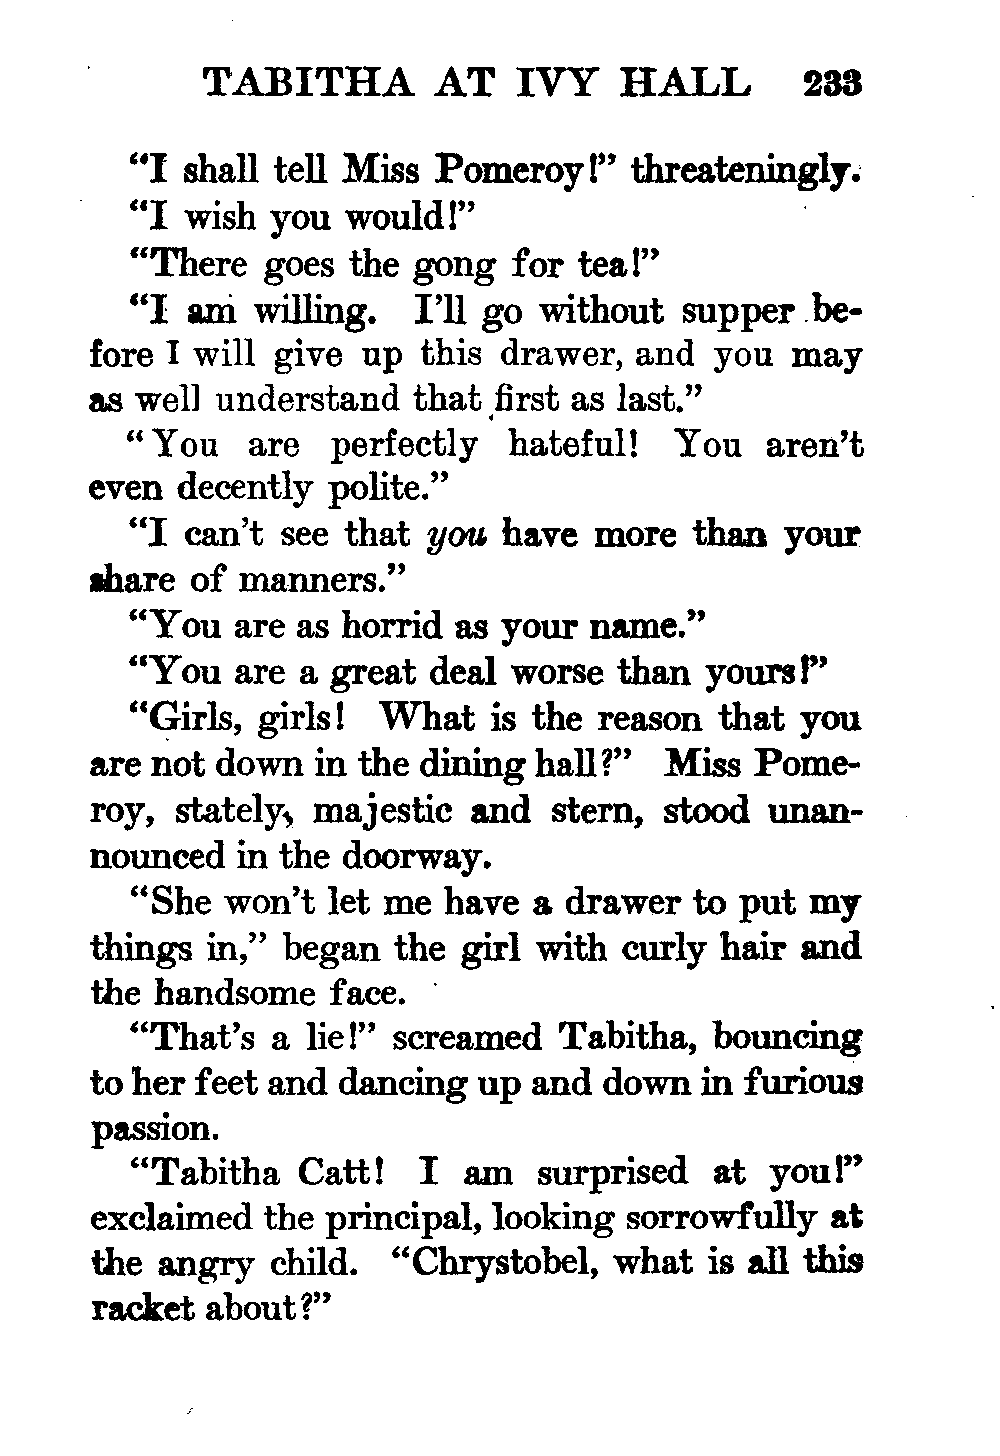 TABITHA AT IVY HALL 233
“I shall tell Miss Pomeroy!” threateningly.
“I wish you would!”
“There goes the gong for tea!”
“I am willing. I’ll go without supper be-
fore I will give up this drawer, and you may
as well understand that first as last.”
“You are perfectly hateful! You aren’t
even decently polite.”
“I can’t see that you have more than your
share of manners.”
“You are as horrid as your name.”
“You are a great deal worse than yours!”
“Girls, girls! What is the reason that you
are not down in the dining hall?” Miss Pome-
roy, stately, majestic and stern, stood unan-
nounced in the doorway.
“She won’t let me have a drawer to put my
things in,” began the girl with curly hair and
the handsome face.
“That’s a lie!” screamed Tabitha, bouncing
to her feet and dancing up and down in furious
passion.
“Tabitha Catt! I am surprised at you!”
exclaimed the principal, looking sorrowfully at
the angry child. “Chrystobel, what is all this
racket about?”